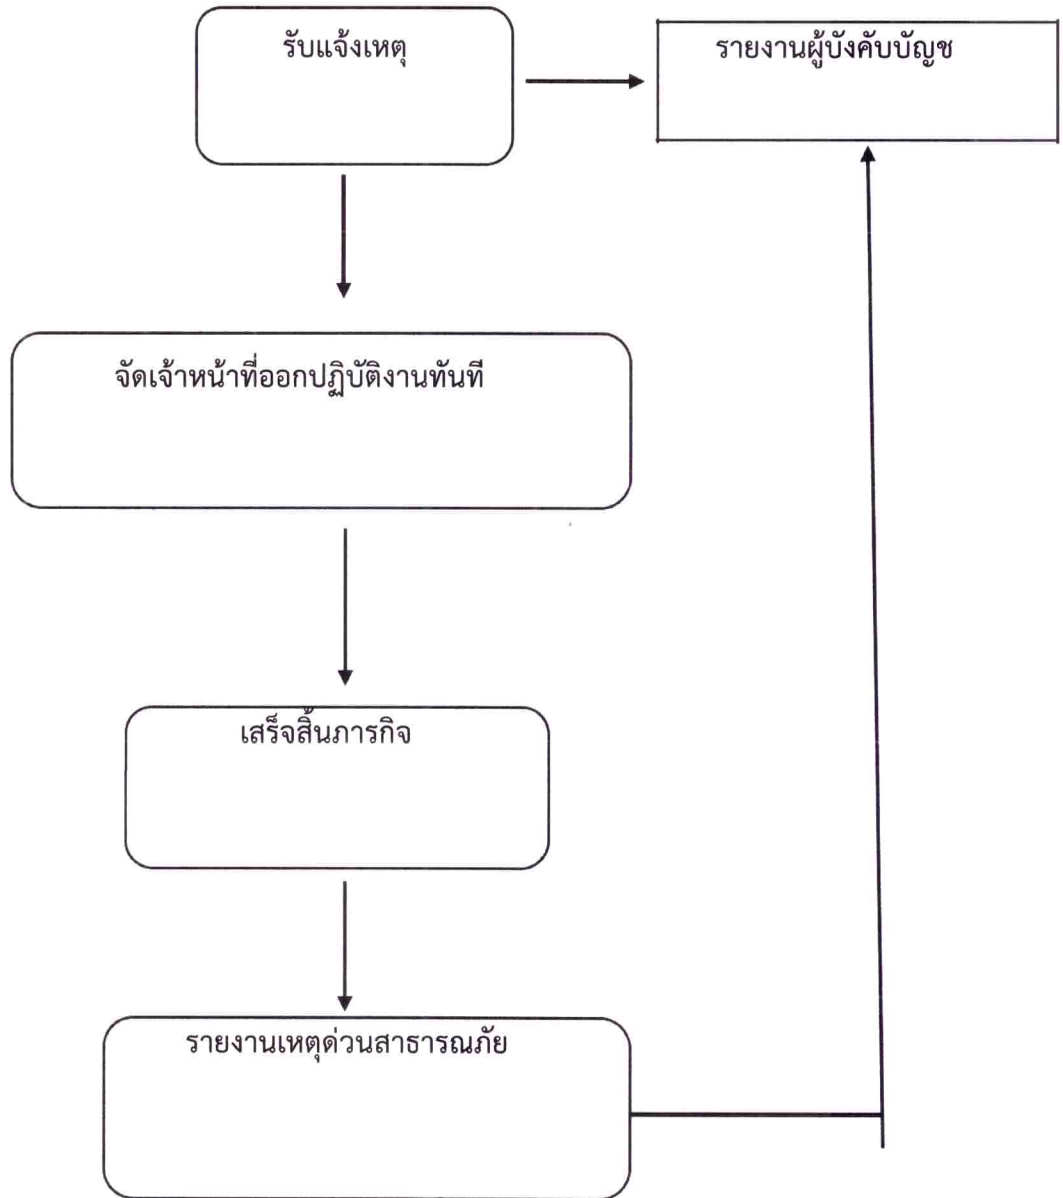 รับแจ้งเหตุ
รายงานผู้บังคับบัญช
จัดเจ้าหน้าที่ออกปฏิบัติงานทันที
เสร็จสิ้นภารกิจ
รายงานเหตุด่วนสาธารณภัย